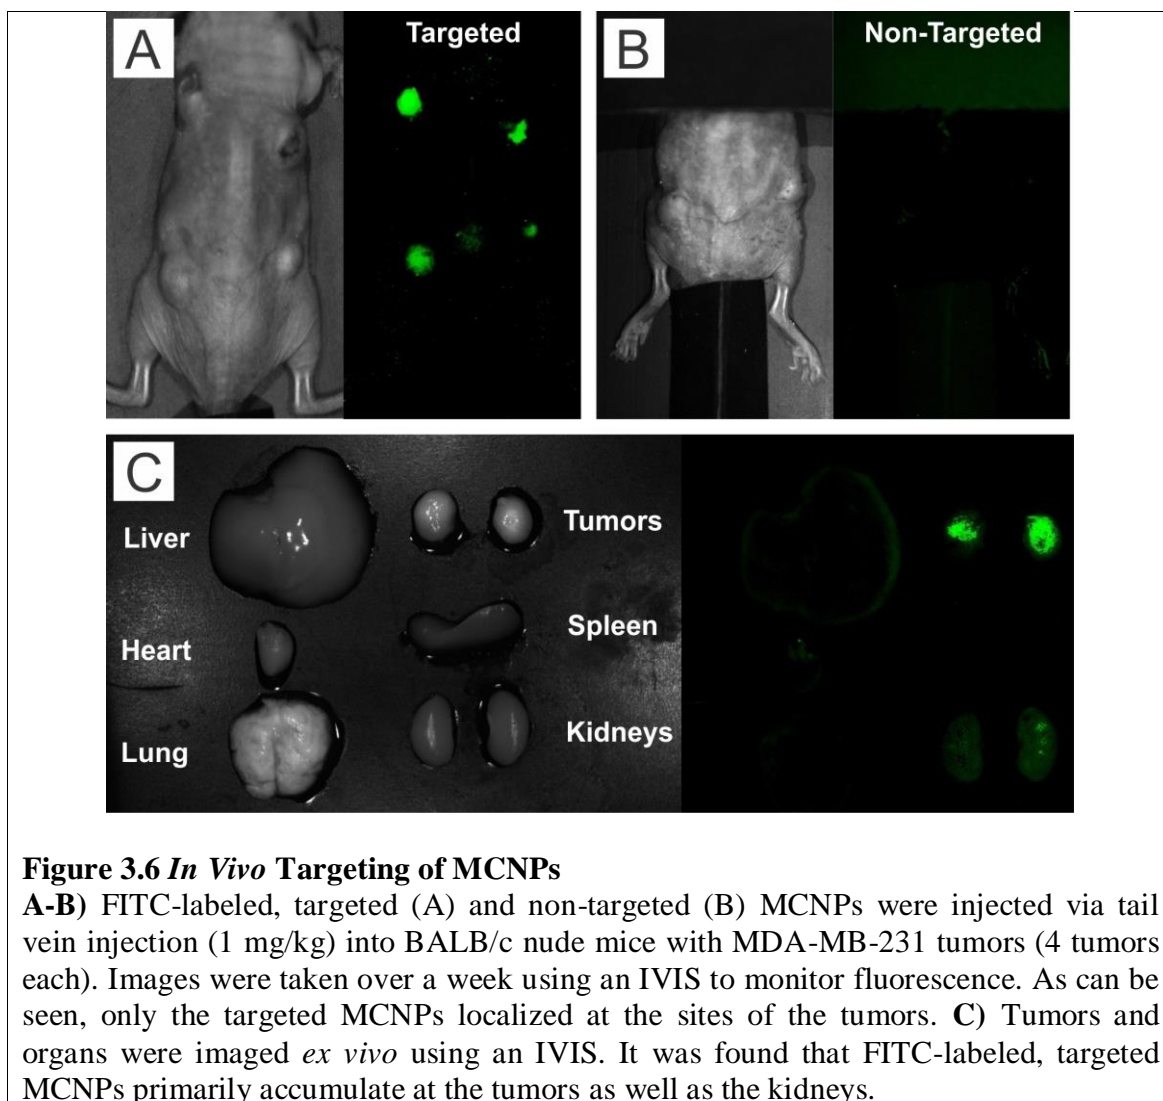 A
Targeted
B
Non-Targeted
C
Liver
Tumors
Heart
Spleen
Lung
Kidneys
Figure 3.6 In Vivo Targeting of MCNPs
A-B) FITC-labeled, targeted (A) and non-targeted (B) MCNPs were injected via tail
vein injection (1 mg/kg) into BALB/c nude mice with MDA-MB-231 tumors (4 tumors
each). Images were taken over a week using an IVIS to monitor fluorescence. As can be
seen, only the targeted MCNPs localized at the sites of the tumors. C) Tumors and
organs were imaged ex vivo using an IVIS. It was found that FITC-labeled, targeted
MCNPs primarily accumulate at the tumors as well as the kidneys.